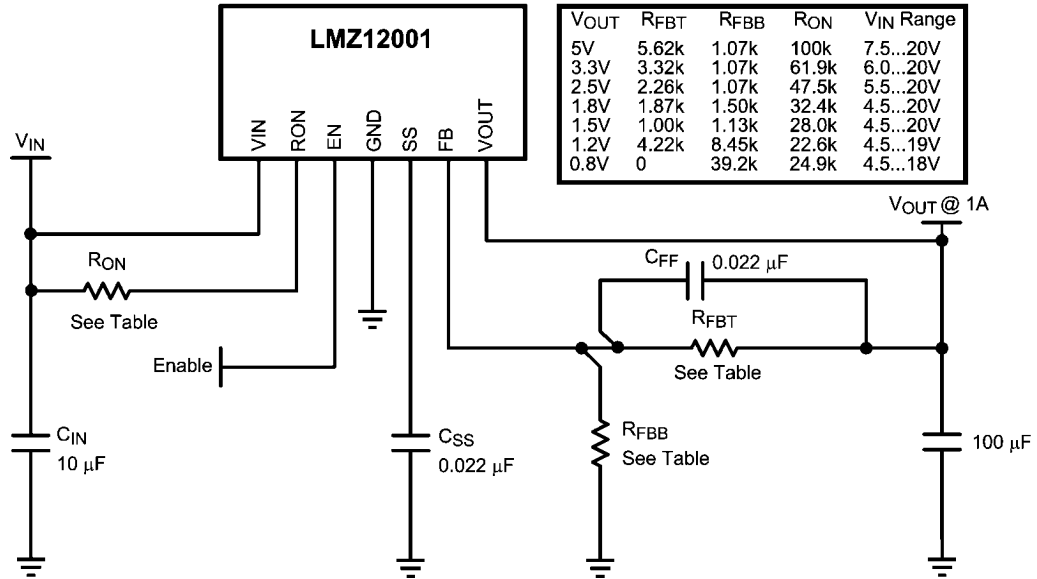 LMZ12001
VIN RON EN GND SS FB VOUT
VOUT RFBT RFBB RON VIN Range
5V 5.62k 1.07k 100k 7.5...20V
3.3V 3.32k 1.07k 61.9k 6.0...20V
2.5V 2.26k 1.07k 47.5k 5.5...20V
1.8V 1.87k 1.50k 32.4k 4.5...20V
1.5V 1.00k 1.13k 28.0k 4.5...20V
1.2V 4.22k 8.45k 22.6k 4.5...19V
0.8V 0 39.2k 24.9k 4.5...18V
VIN
VOUT @ 1A
RON
See Table
CFF 0.022 µF
RFBT
See Table
Enable
CIN
10 µF
CSS
0.022 µF
RFBB
See Table
100 µF